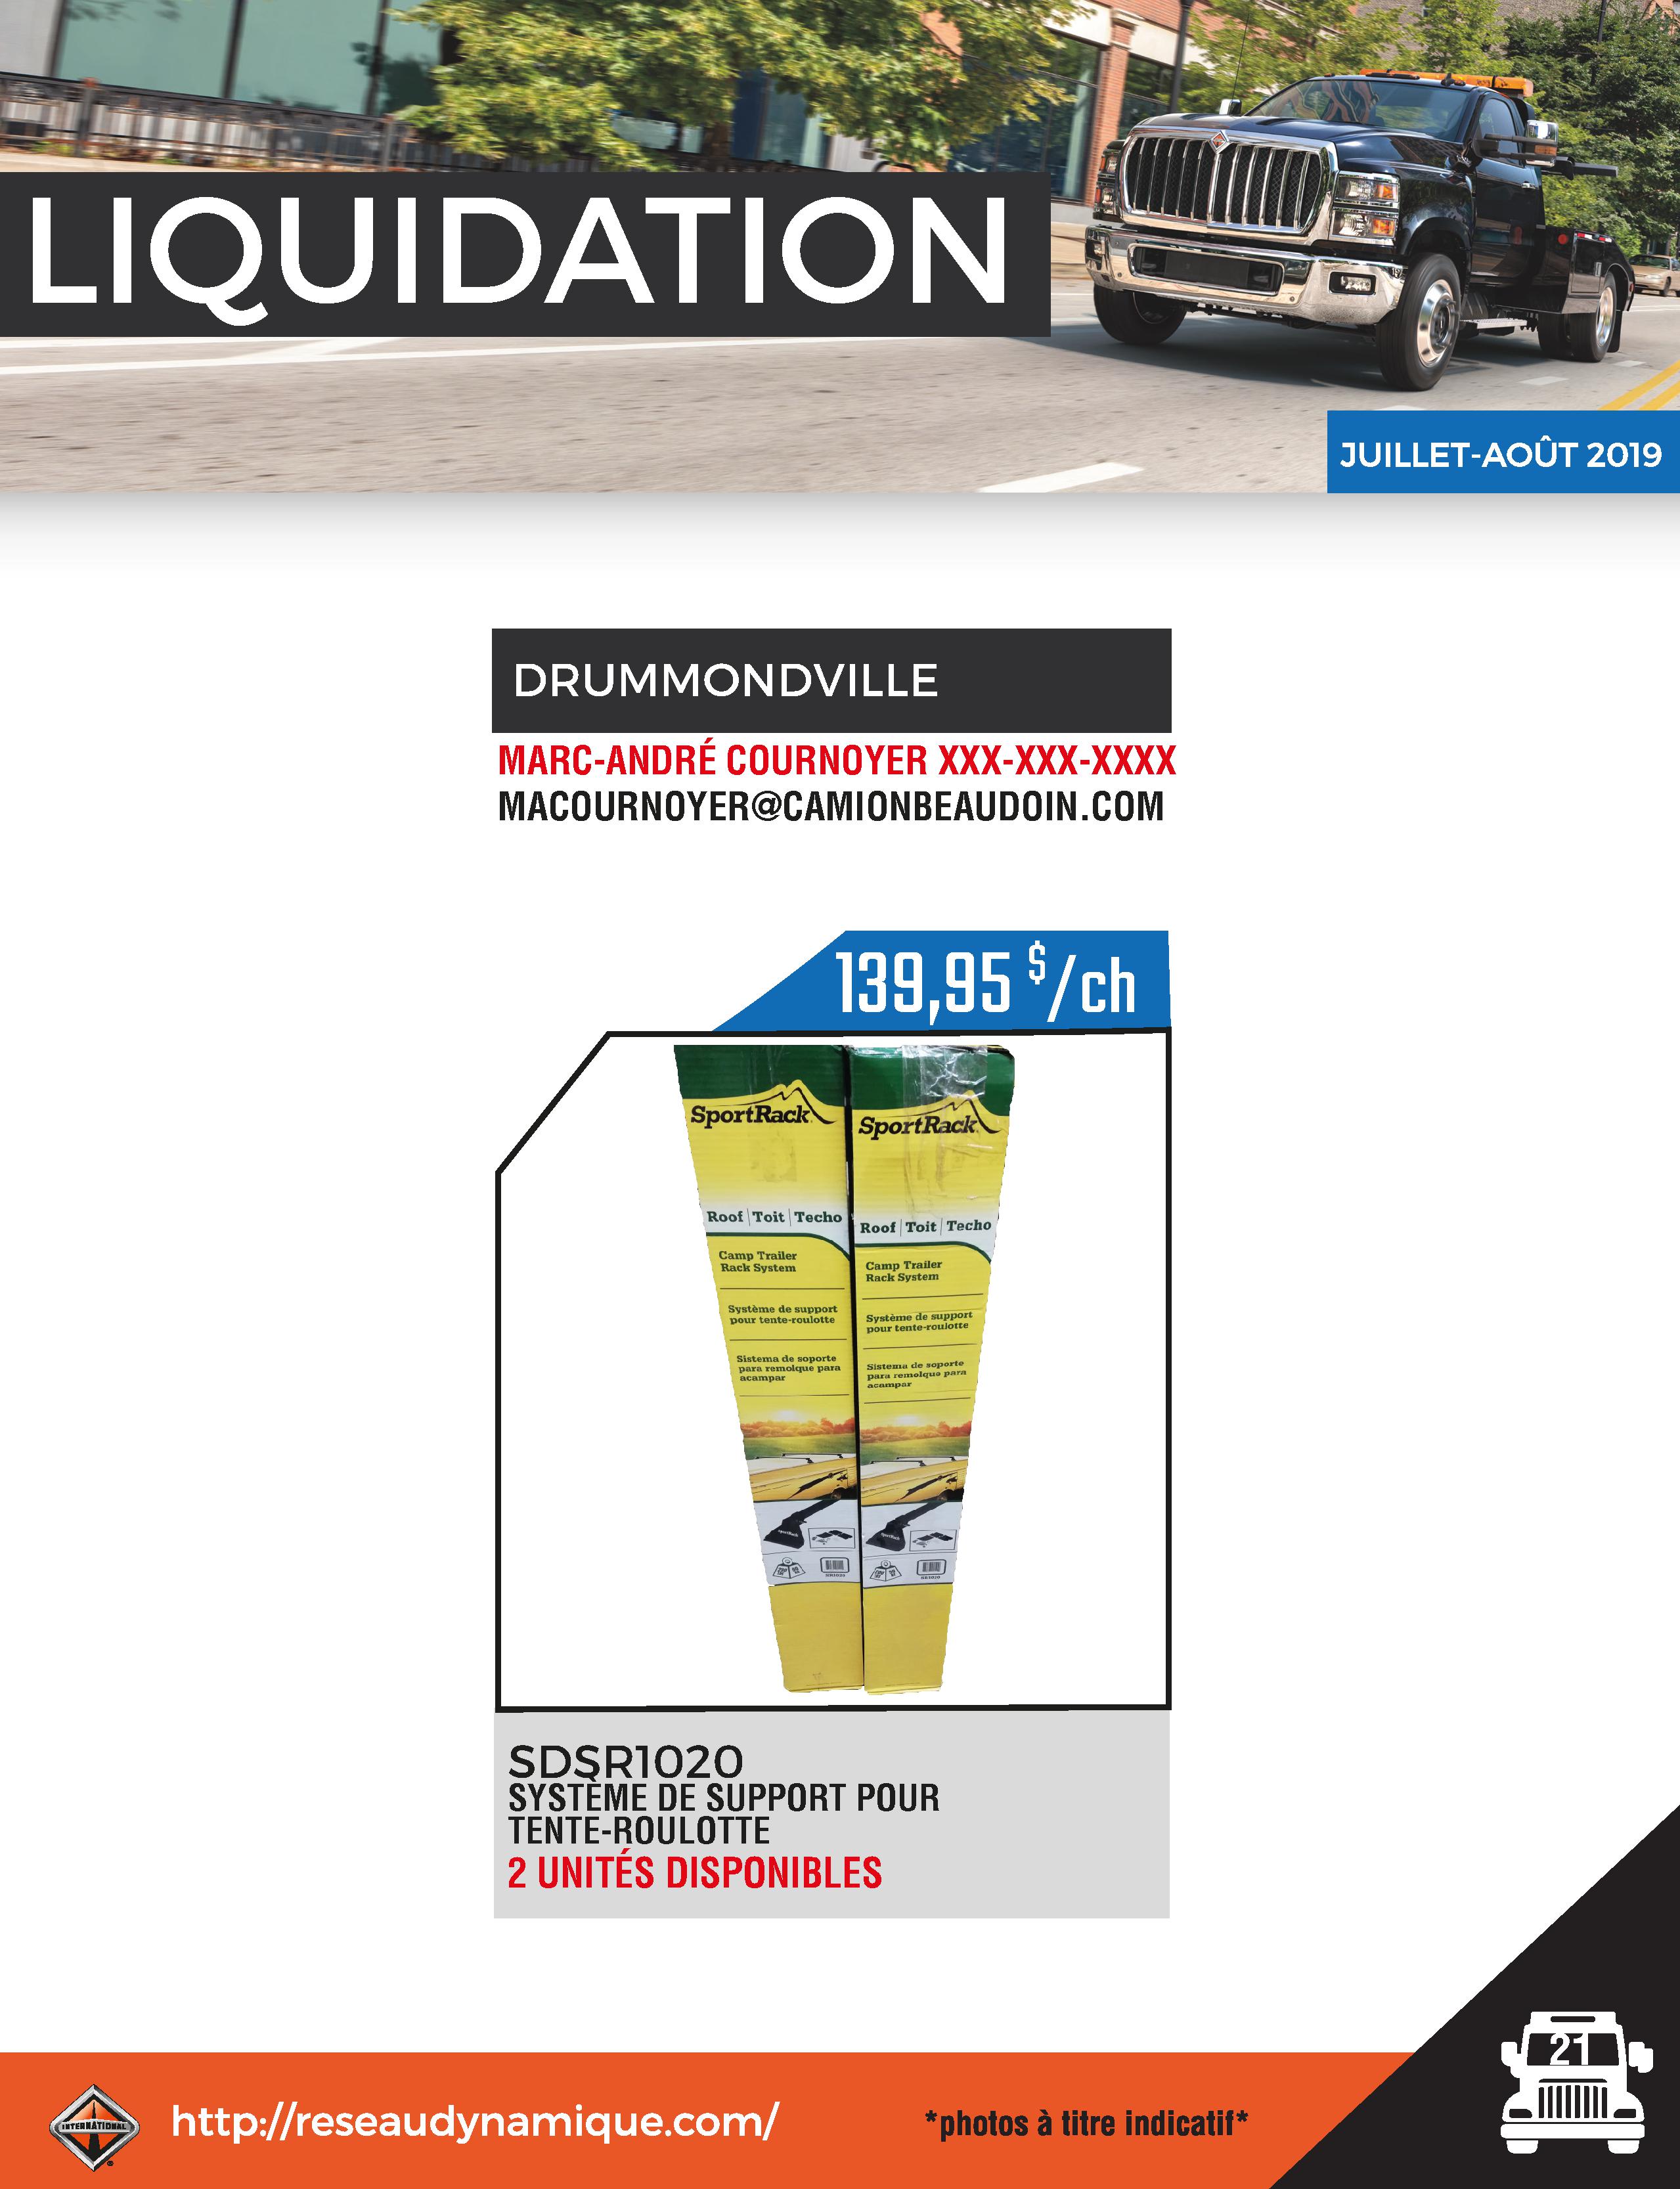 LIQUIDATION
JUILLET-AOÛT 2019
DRUMMONDVILLE
MARC-ANDRÉ COURNOYER XXX-XXX-XXXX
MACOURNOYER@CAMIONBEAUDOIN.COM
139,95 $/ch
SportRack
Roof | Toit | Techo
Camp Trailer
Rack System
Système de support
pour tente-roulotte
Sistema de soporte
para remolque para
acampar
SportRack
Roof | Toit | Techo
Camp Trailer
Rack System
Système de support
pour tente-roulotte
Sistema de soporte
para remolque para
acampar
SDSR1020
SYSTÈME DE SUPPORT POUR
TENTE-ROULOTTE
2 UNITÉS DISPONIBLES
21
INTERNATIONAL
®
http://reseaudynamique.com/
*photos à titre indicatif*